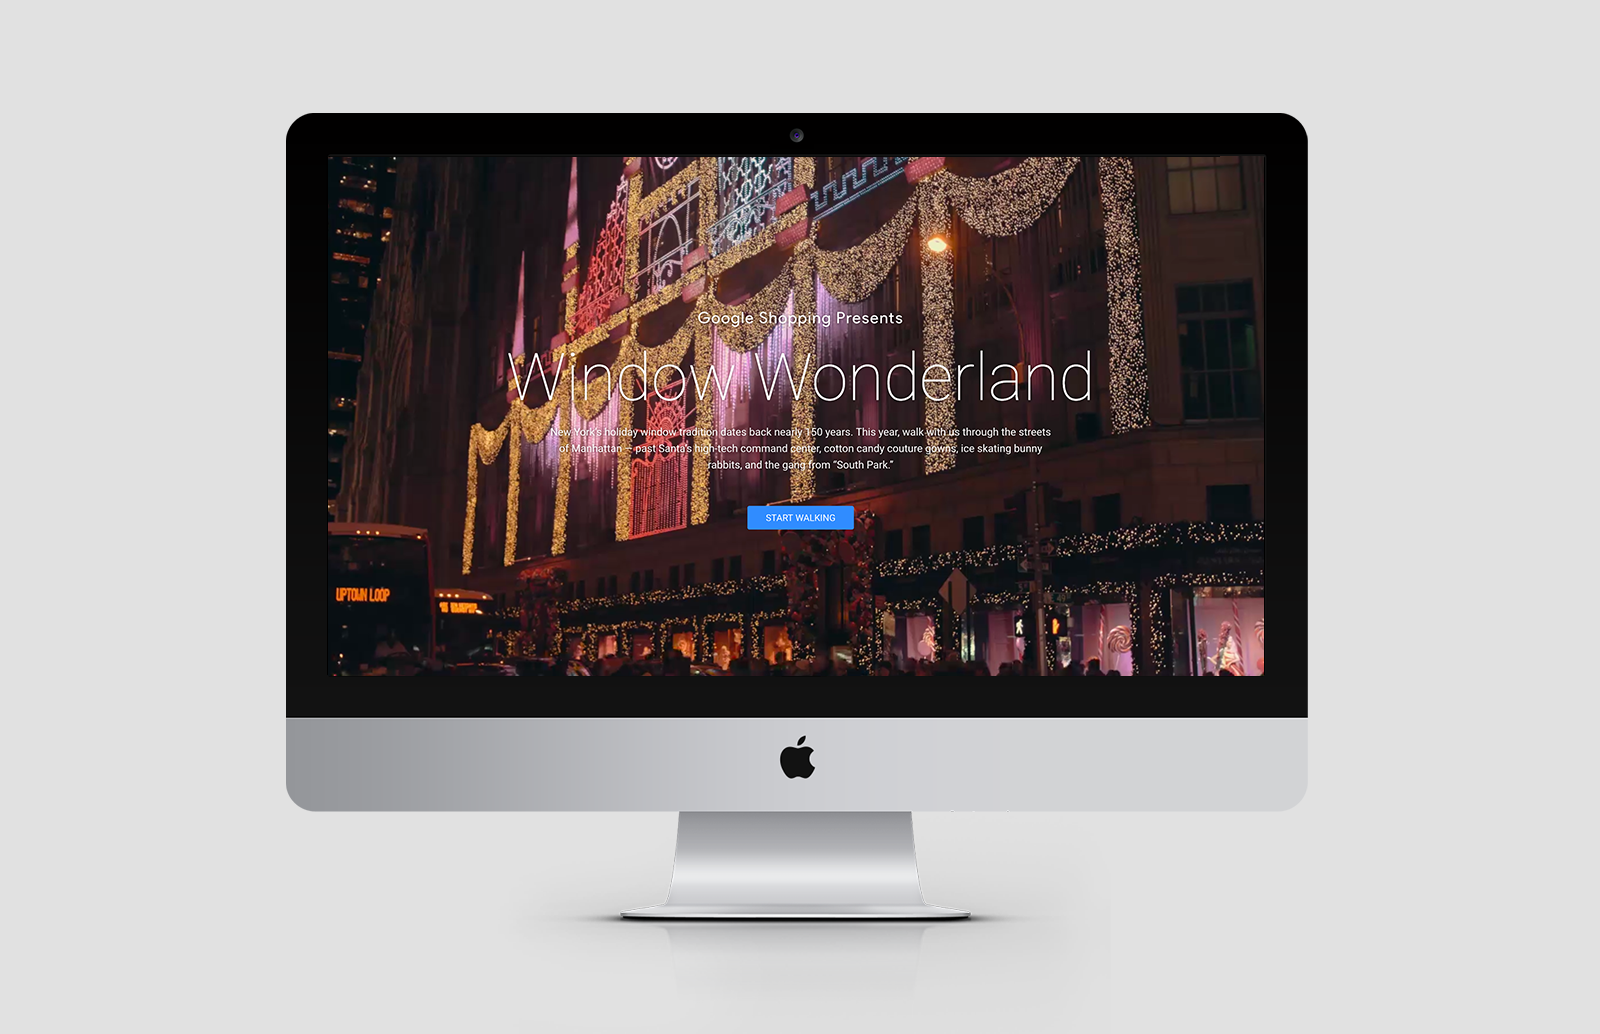 Google Shopping Presents
Window Wonderland
New York's holiday window tradition dates back nearly 150 years. This year, walk with us through the streets
of Manhattan — past Santa's high-tech command center, cotton candy couture gowns, ice skating bunny
rabbits, and the gang from “South Park.”
START WALKING
UPTOWN LOOP